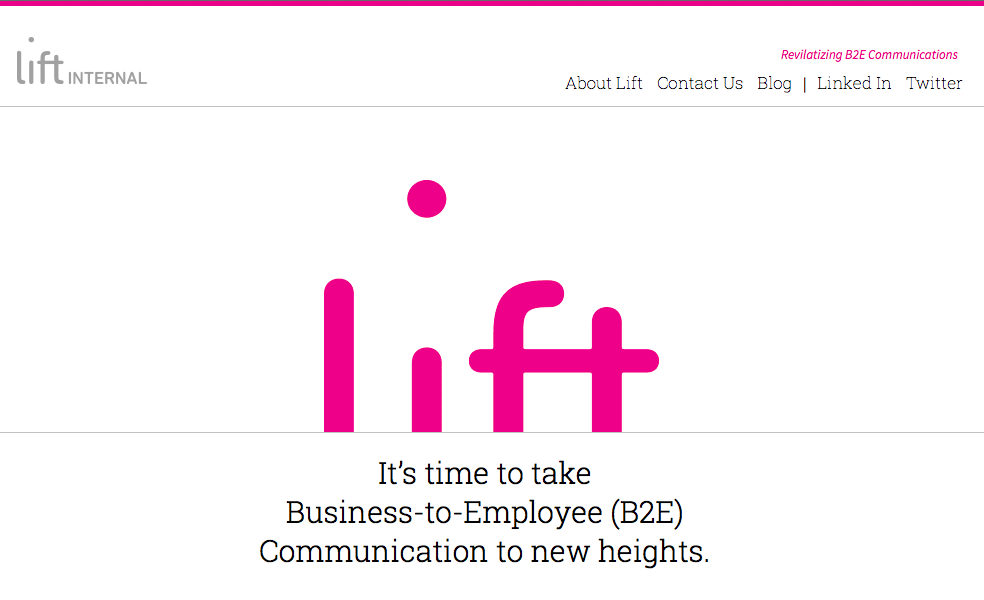 lift INTERNAL
Revilatizing B2E Communications
About Lift Contact Us Blog | Linked In Twitter
lift
It’s time to take
Business-to-Employee (B2E)
Communication to new heights.